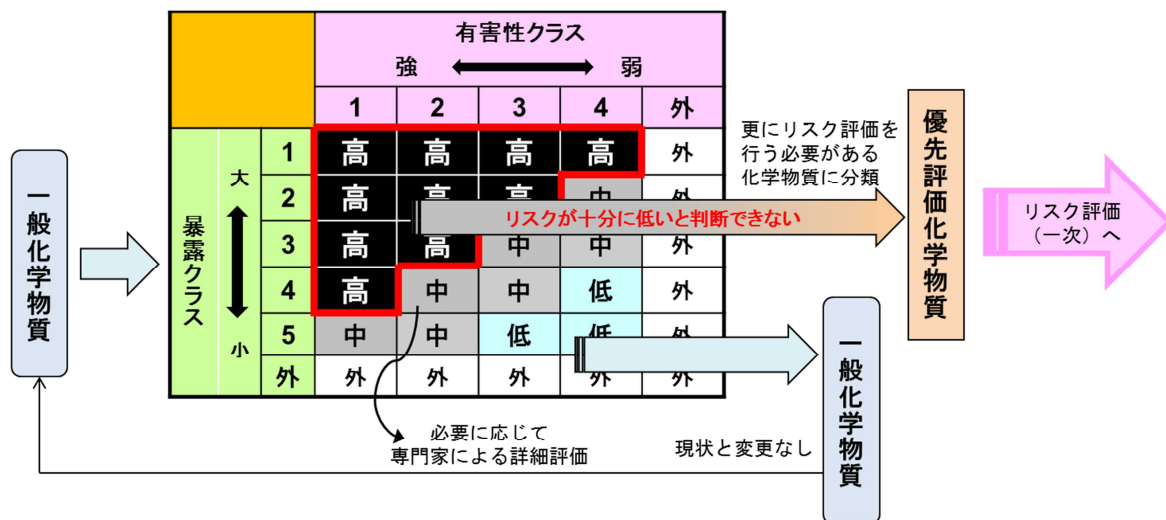 有害性クラス
強 弱
1 2 3 4 外
暴露クラス
大
小
1 高 高 高 高 外
2 高 高 高 中 外
3 高 高 中 中 外
4 高 中 中 低 外
5 中 中 低 低 外
外 外 外 外 外 外
一般化学物質
リスクが十分に低いと判断できない
更にリスク評価を
行う必要がある
化学物質に分類
優先評価化学物質
リスク評価
（一次）へ
一般化学物質
必要に応じて
専門家による詳細評価
現状と変更なし